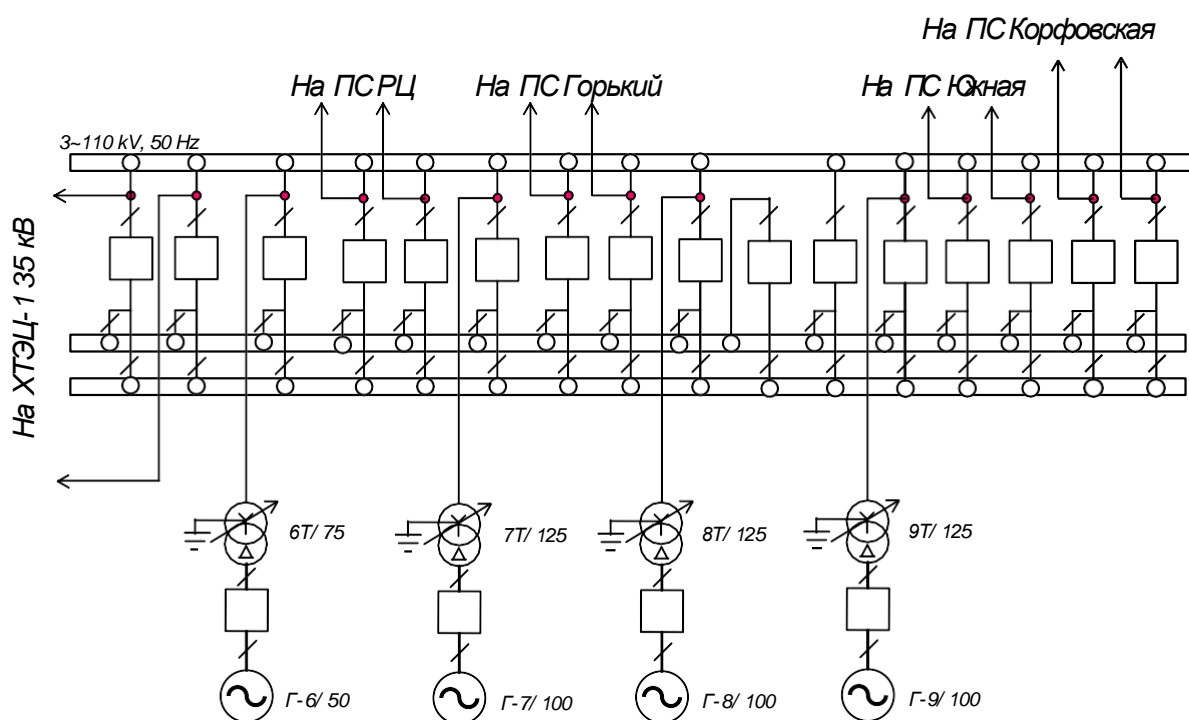 На ПС Корфовская
На ПС РЦ
На ПС Горький
На ПС Южная
3~110 kV, 50 Hz
На ХТЭЦ-1 35 кВ
6Т/ 75
7Т/ 125
8Т/ 125
9Т/ 125
Г-6/ 50
Г-7/ 100
Г-8/ 100
Г-9/ 100